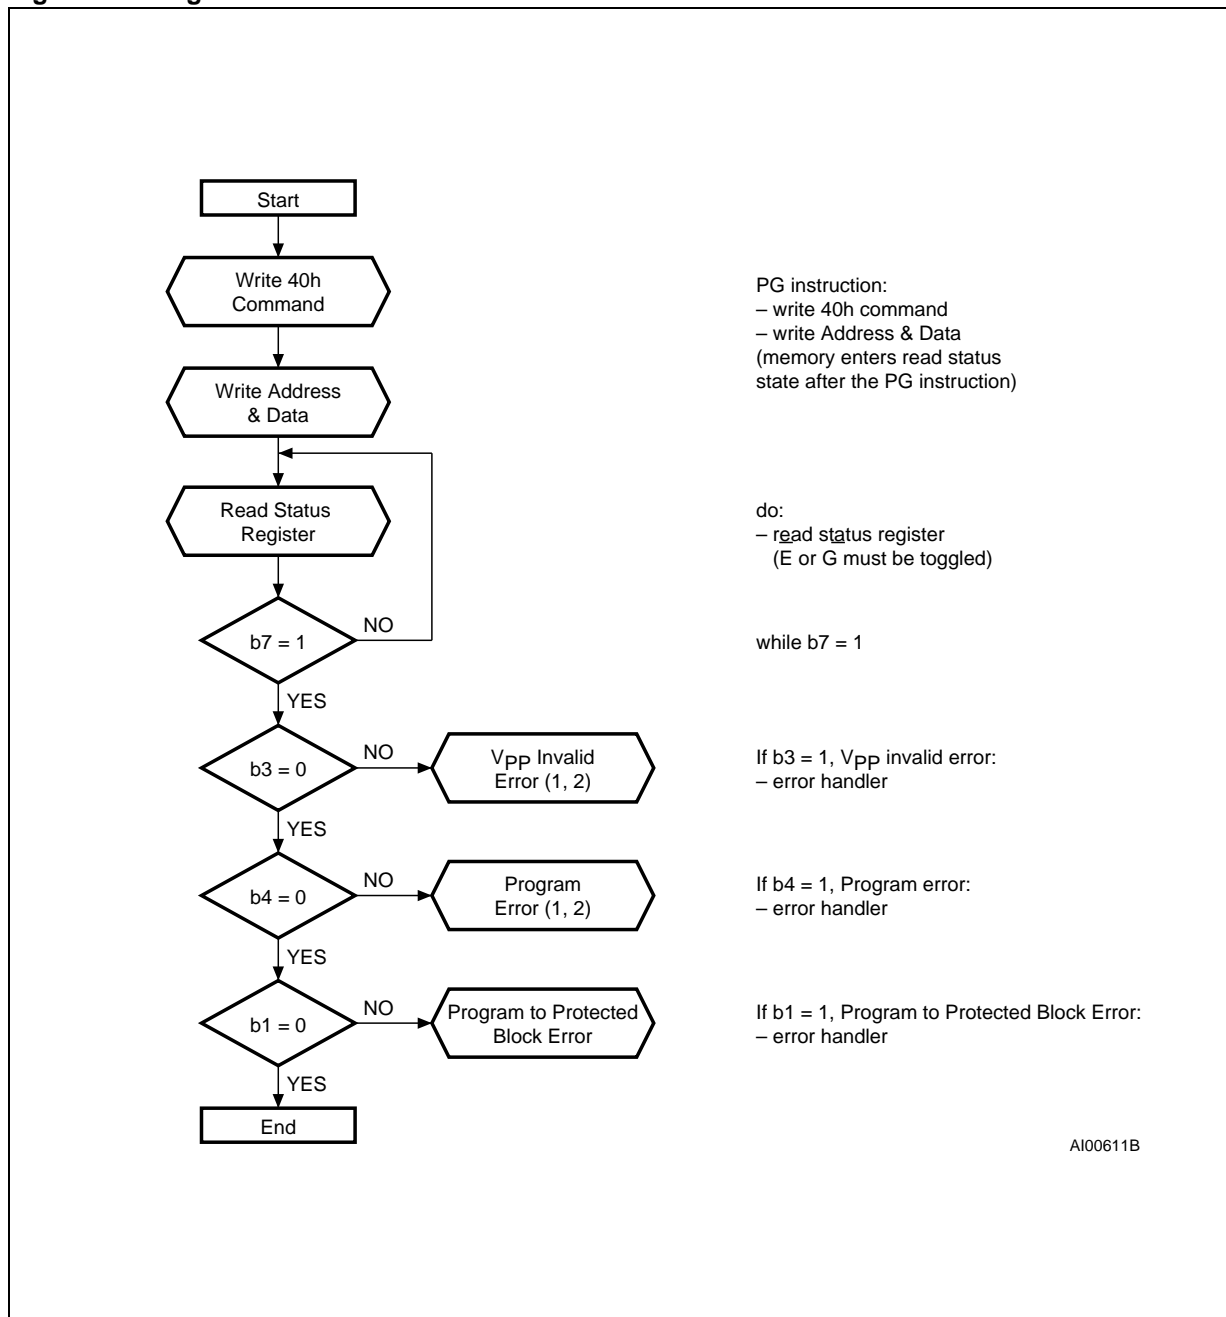 Start
Write 40h
Command
PG instruction:
– write 40h command
– write Address & Data
(memory enters read status
state after the PG instruction)
Write Address
& Data
Read Status
Register
do:
– read status register
(E̅ or G̅ must be toggled)
b7 = 1
NO
while b7 = 1
YES
b3 = 0
NO
VPP Invalid
Error (1, 2)
If b3 = 1, VPP invalid error:
– error handler
YES
b4 = 0
NO
Program
Error (1, 2)
If b4 = 1, Program error:
– error handler
YES
b1 = 0
NO
Program to Protected
Block Error
If b1 = 1, Program to Protected Block Error:
– error handler
YES
End
AI00611B